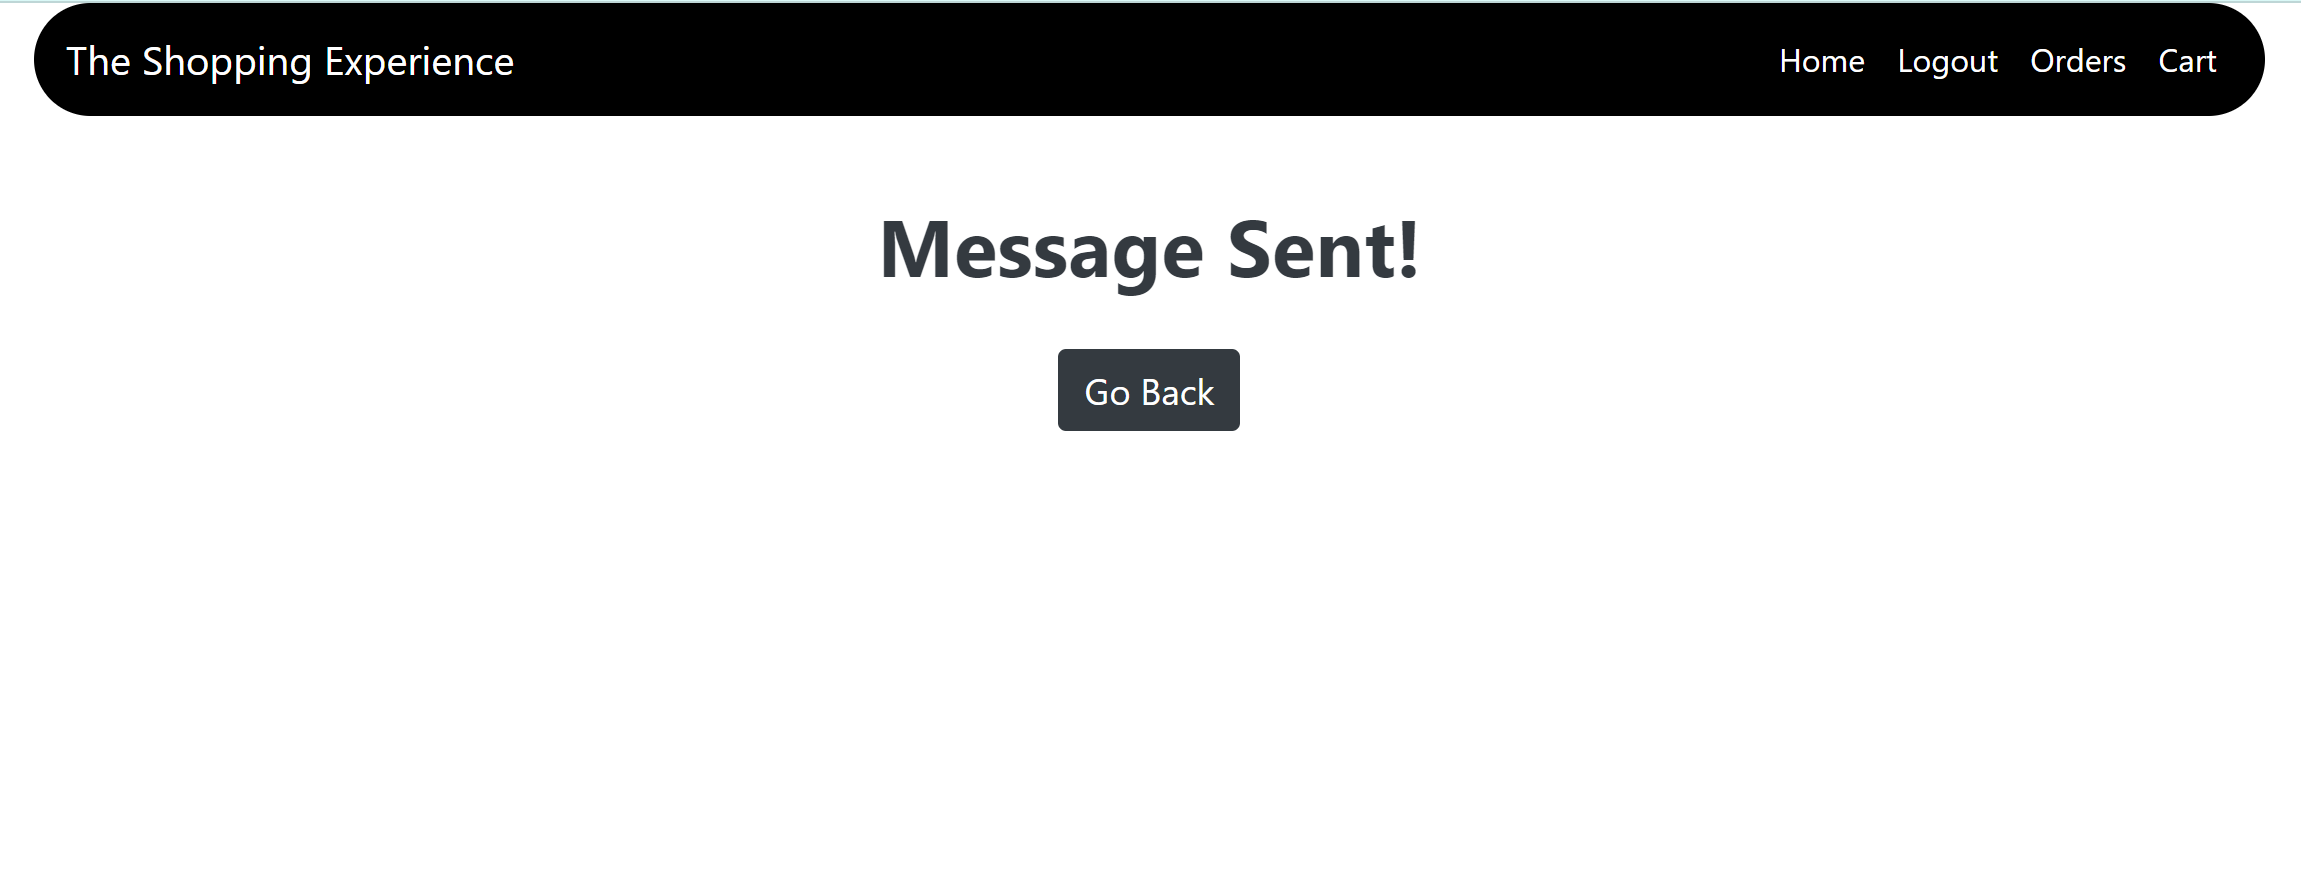 The Shopping Experience Home Logout Orders Cart
Message Sent!
Go Back